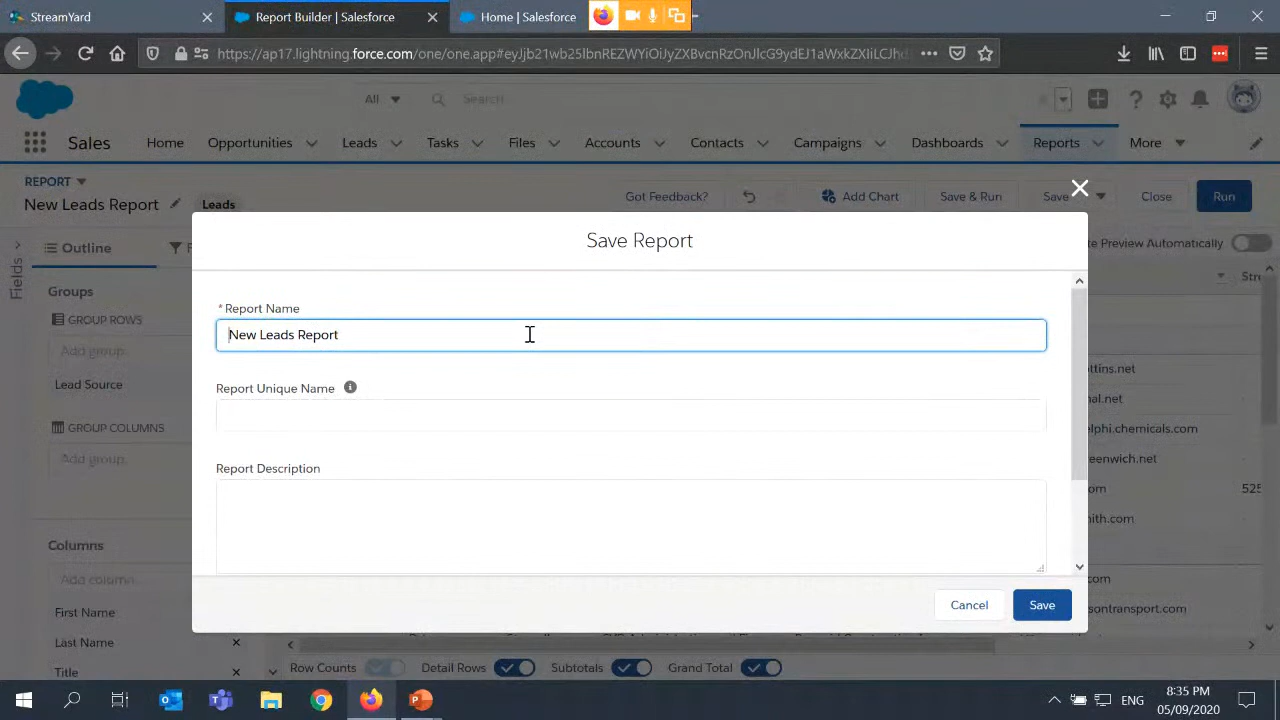 StreamYard
Report Builder | Salesforce
Home | Salesforce
https://ap17.lightning.force.com/one/one.app#eyJjb21wb25lbnREZWYiOiJyZXBvcnRzOnJlcG9ydEJ1aWxkZXIiLCJhd
All
Search
Sales
Home
Opportunities
Leads
Tasks
Files
Accounts
Contacts
Campaigns
Dashboards
Reports
More
REPORT
New Leads Report
Leads
Got Feedback?
Add Chart
Save & Run
Save
Close
Run
Fields
Outline
Groups
GROUP ROWS
Add group...
Lead Source
GROUP COLUMNS
Add group...
Columns
Add column...
First Name
Last Name
Title
e Preview Automatically
Stre
ottins.net
nal.net
elphi.chemicals.com
eenwich.net
om
525
mith.com
.com
sontransport.com
Save Report
* Report Name
New Leads Report
Report Unique Name
Report Description
Cancel
Save
Row Counts
Detail Rows
Subtotals
Grand Total
ENG
8:35 PM
05/09/2020